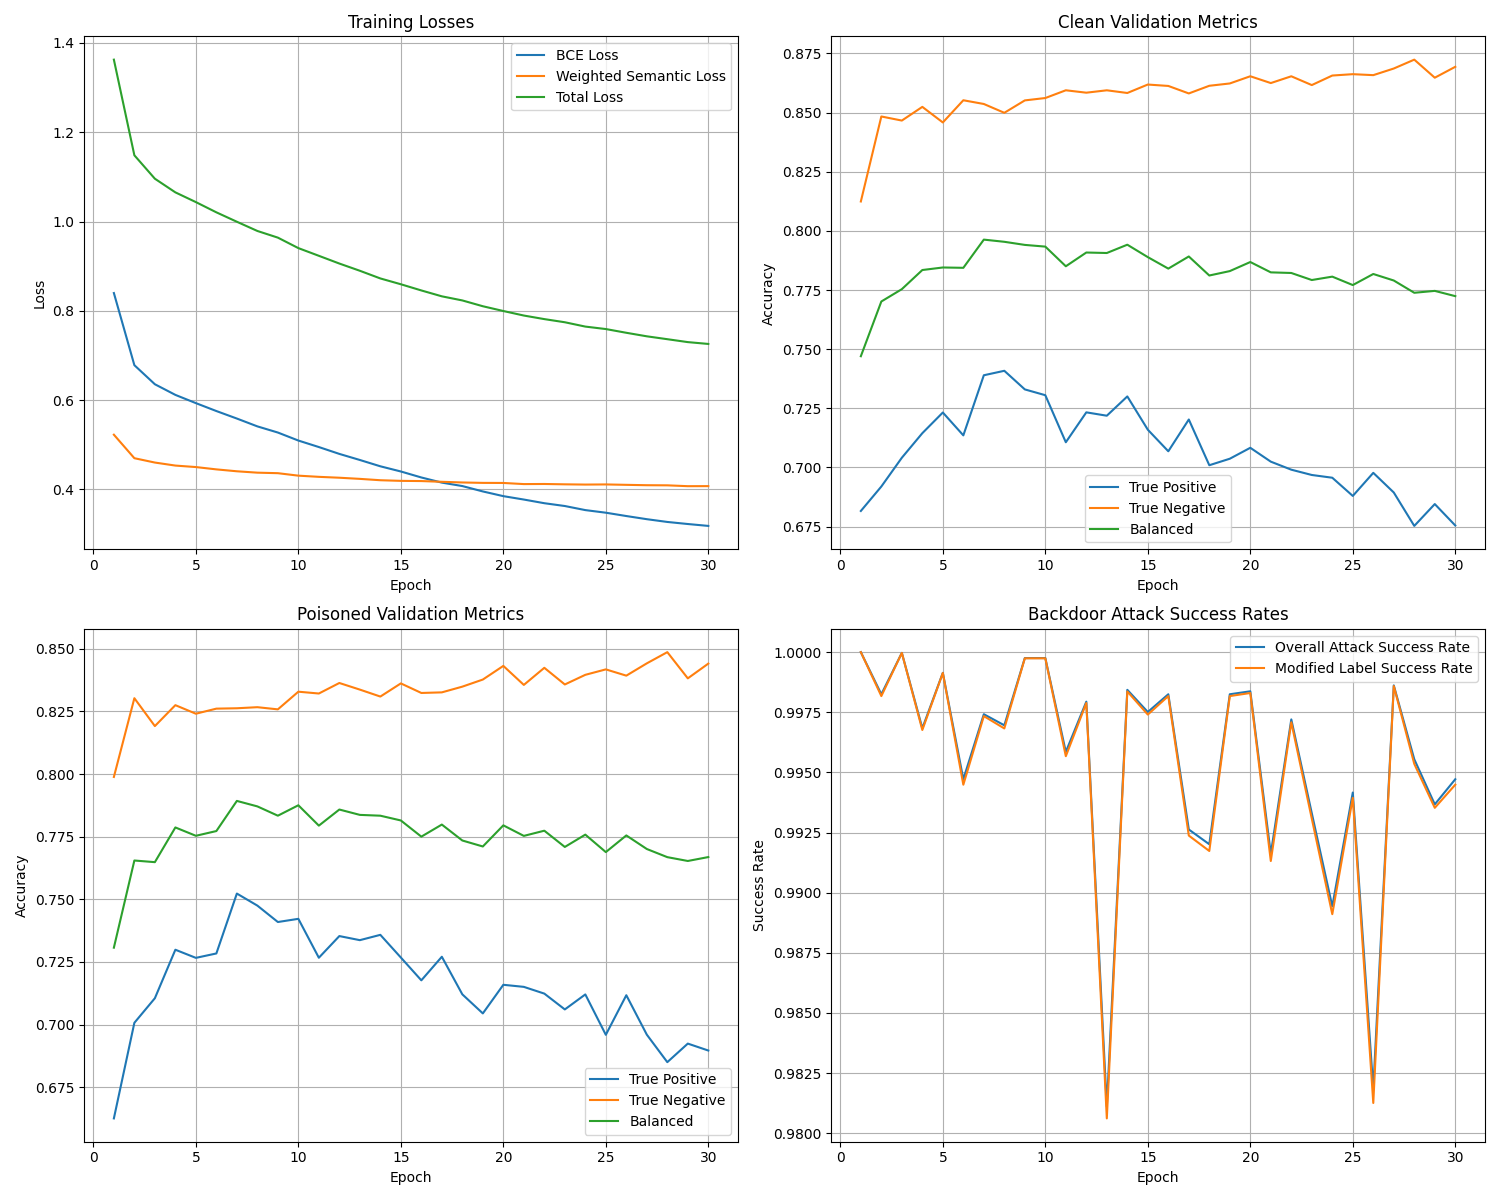 Training Losses
1.4
1.2
1.0
0.8
0.6
0.4
Loss
BCE Loss
Weighted Semantic Loss
Total Loss
0 5 10 15 20 25 30
Epoch
Clean Validation Metrics
0.875
0.850
0.825
0.800
0.775
0.750
0.725
0.700
0.675
Accuracy
True Positive
True Negative
Balanced
0 5 10 15 20 25 30
Epoch
Poisoned Validation Metrics
0.850
0.825
0.800
0.775
0.750
0.725
0.700
0.675
Accuracy
True Positive
True Negative
Balanced
0 5 10 15 20 25 30
Epoch
Backdoor Attack Success Rates
1.0000
0.9975
0.9950
0.9925
0.9900
0.9875
0.9850
0.9825
0.9800
Success Rate
Overall Attack Success Rate
Modified Label Success Rate
0 5 10 15 20 25 30
Epoch